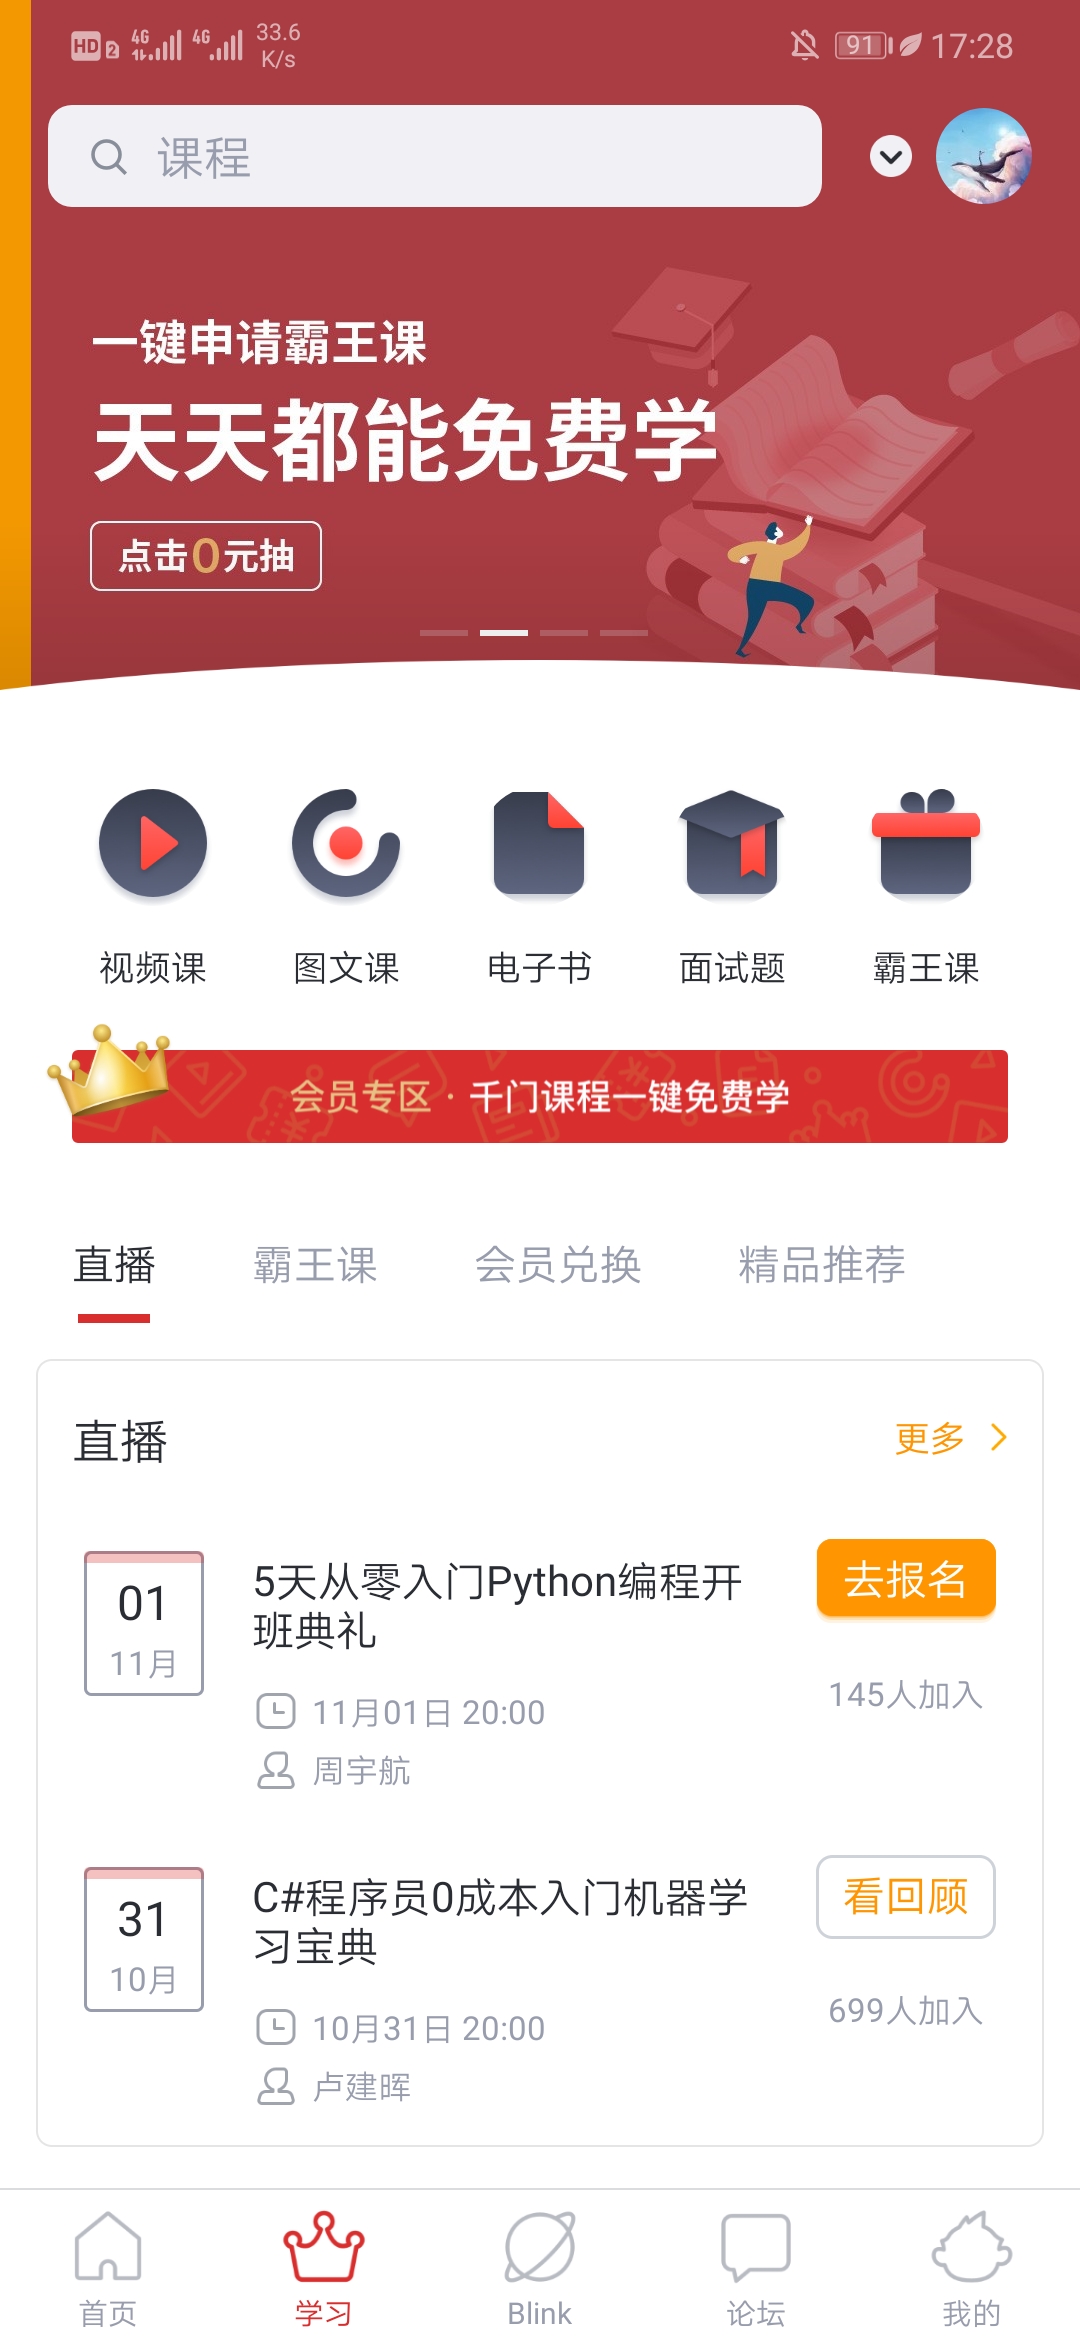 HD 2 4G 4G 33.6 K/s 91 17:28
课程
一键申请霸王课
天天都能免费学
点击0元抽
视频课 图文课 电子书 面试题 霸王课
会员专区 · 千门课程一键免费学
直播 霸王课 会员兑换 精品推荐
直播 更多
01
11月
5天从零入门Python编程开
班典礼
去报名
11月01日 20:00
145人加入
周宇航
31
10月
C#程序员0成本入门机器学
习宝典
看回顾
10月31日 20:00
699人加入
卢建晖
首页 学习 Blink 论坛 我的